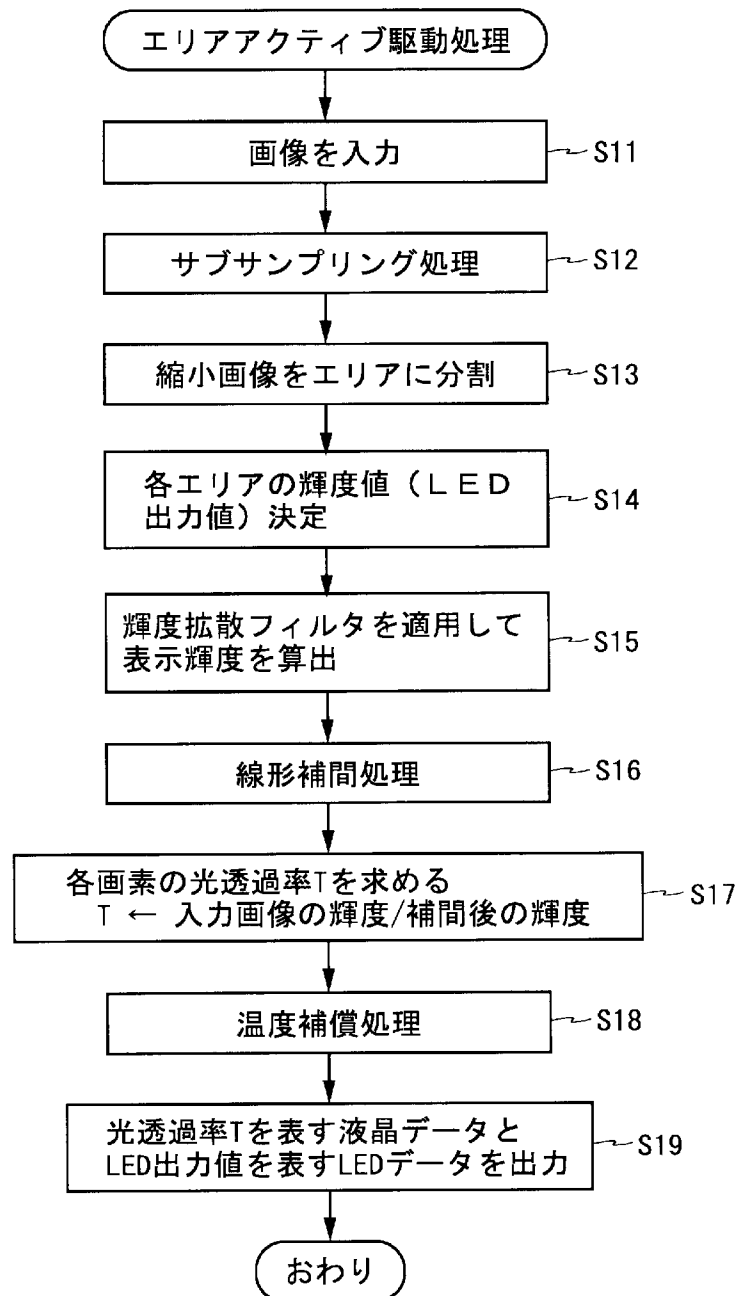 エリアアクティブ駆動処理
画像を入力
S11
サブサンプリング処理
S12
縮小画像をエリアに分割
S13
各エリアの輝度値（ＬＥＤ
出力値）決定
S14
輝度拡散フィルタを適用して
表示輝度を算出
S15
線形補間処理
S16
各画素の光透過率Tを求める
T ← 入力画像の輝度/補間後の輝度
S17
温度補償処理
S18
光透過率Tを表す液晶データと
LED出力値を表すLEDデータを出力
S19
おわり